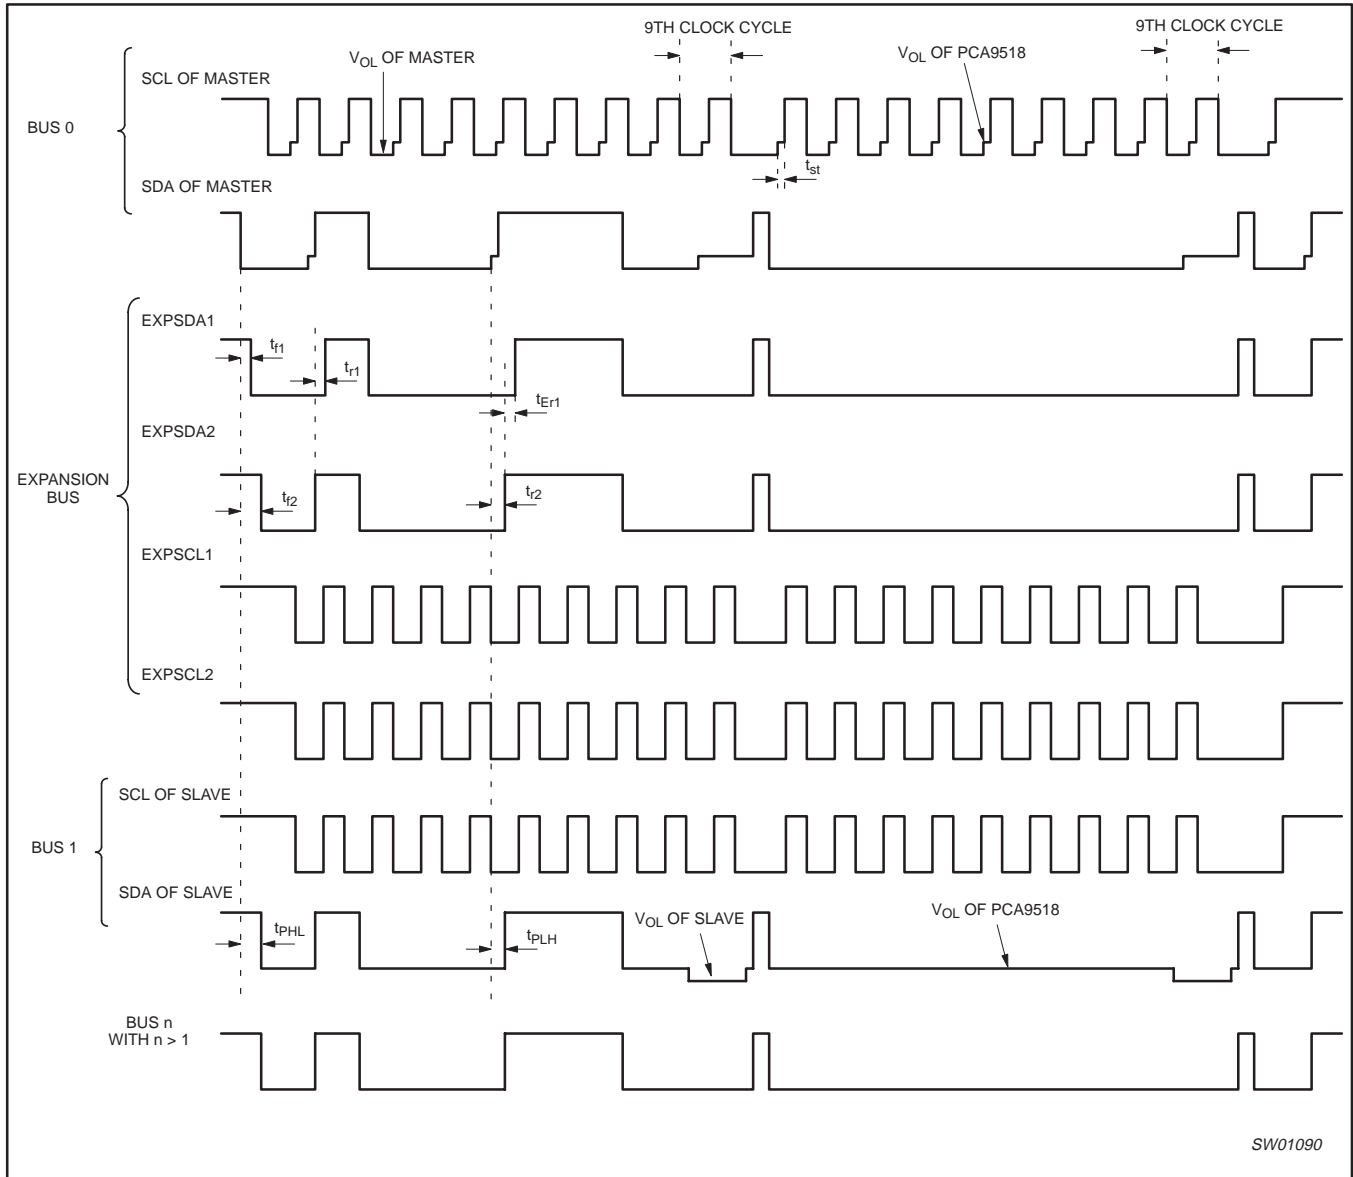 9TH CLOCK CYCLE
9TH CLOCK CYCLE
VOL OF MASTER
VOL OF PCA9518
SCL OF MASTER
BUS 0
tst
SDA OF MASTER
EXPSDA1
tf1
tr1
tEr1
EXPSDA2
EXPANSION
BUS
tf2
tr2
EXPSCL1
EXPSCL2
SCL OF SLAVE
BUS 1
SDA OF SLAVE
VOL OF SLAVE
VOL OF PCA9518
tPHL
tPLH
BUS n
WITH n > 1
SW01090